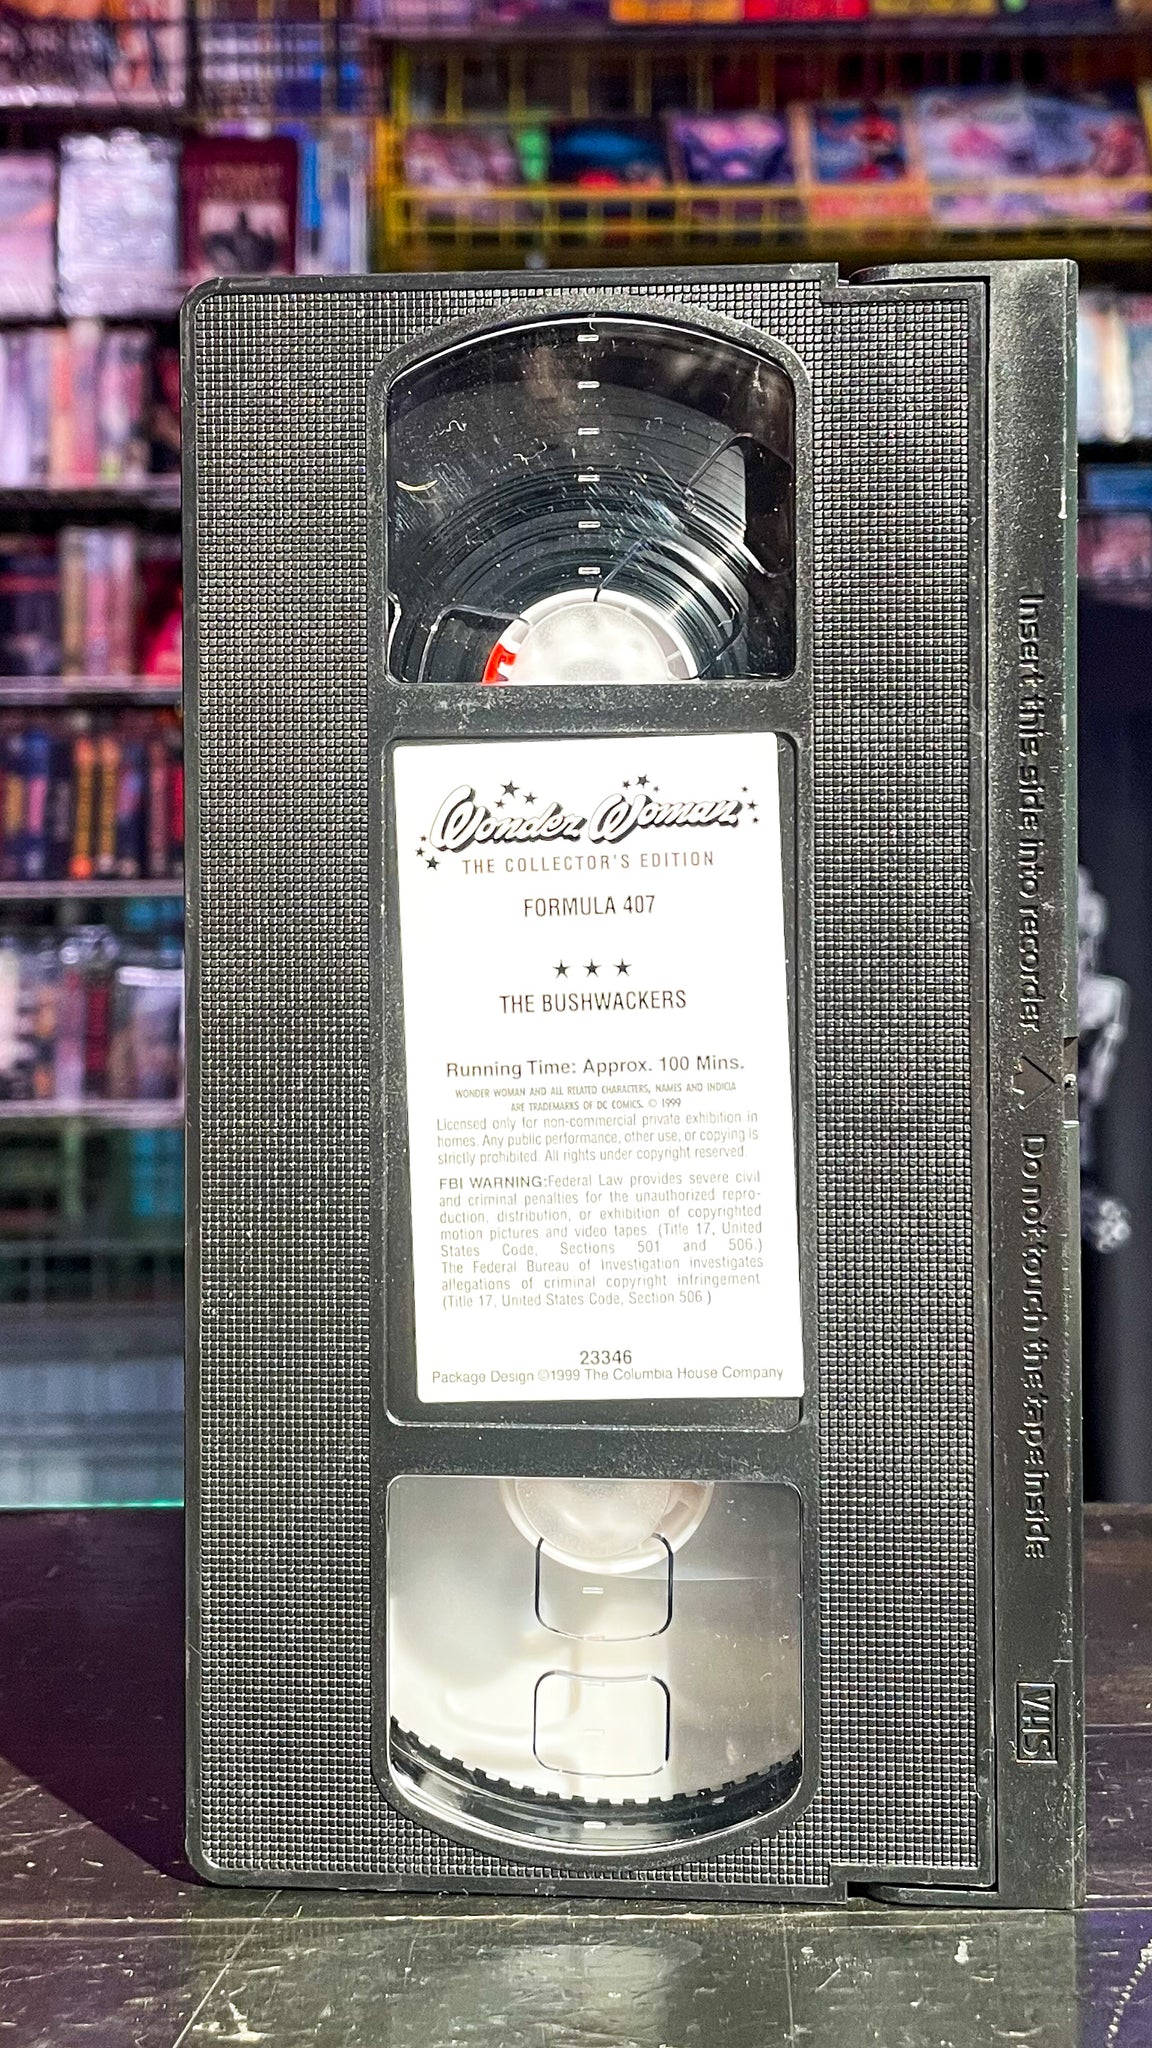 Wonder Woman
THE COLLECTOR'S EDITION
FORMULA 407
★ ★ ★
THE BUSHWACKERS
Running Time: Approx. 100 Mins.
WONDER WOMAN AND ALL RELATED CHARACTERS, NAMES AND INDICIA
ARE TRADEMARKS OF DC COMICS. © 1999
Licensed only for non-commercial private exhibition in
homes. Any public performance, other use, or copying is
strictly prohibited. All rights under copyright reserved.
FBI WARNING:Federal Law provides severe civil
and criminal penalties for the unauthorized repro-
duction, distribution, or exhibition of copyrighted
motion pictures and video tapes. (Title 17, United
States Code, Sections 501 and 506.)
The Federal Bureau of Investigation investigates
allegations of criminal copyright infringement
(Title 17, United States Code, Section 506.)
23346
Package Design ©1999 The Columbia House Company
Insert this side into recorder / Do not touch the tape inside
VHS